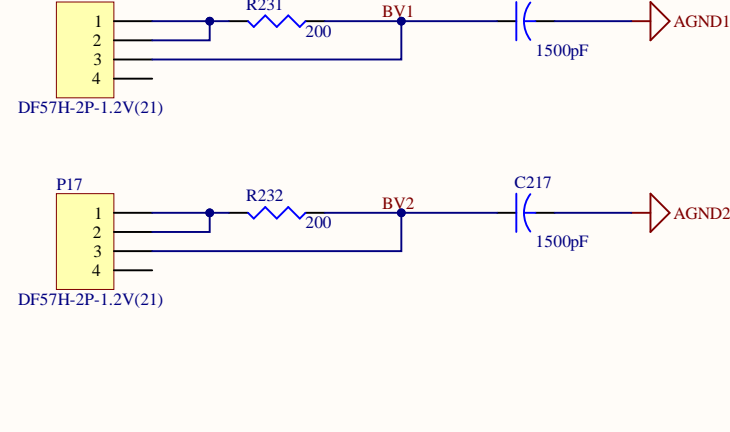 R231
1
BV1
AGND1
200
2
1500pF
3
4
DF57H-2P-1.2V(21)
P17
R232
C217
1
BV2
AGND2
200
2
1500pF
3
4
DF57H-2P-1.2V(21)